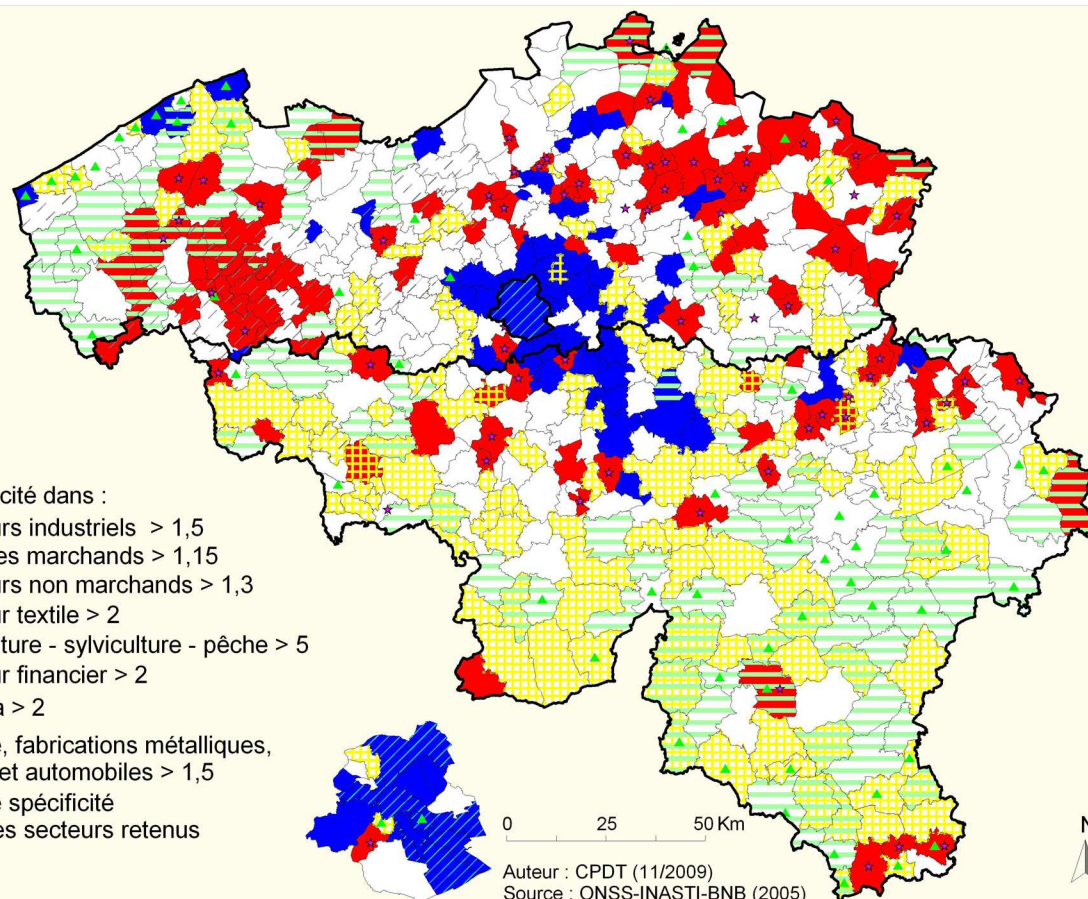 cité dans :
rs industriels > 1,5
es marchands > 1,15
rs non marchands > 1,3
r textile > 2
ture - sylviculture - pêche > 5
r financier > 2
a > 2
e, fabrications métalliques,
et automobiles > 1,5
e spécificité
es secteurs retenus
0 25 50 Km
Auteur : CPDT (11/2009)
Source : ONSS-INASTI-BNB (2005)
N